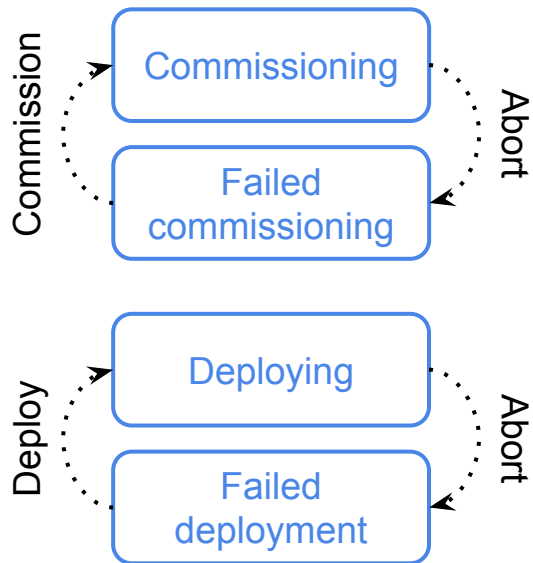 Commission
Commissioning
Abort
Failed
commissioning
Deploy
Deploying
Abort
Failed
deployment